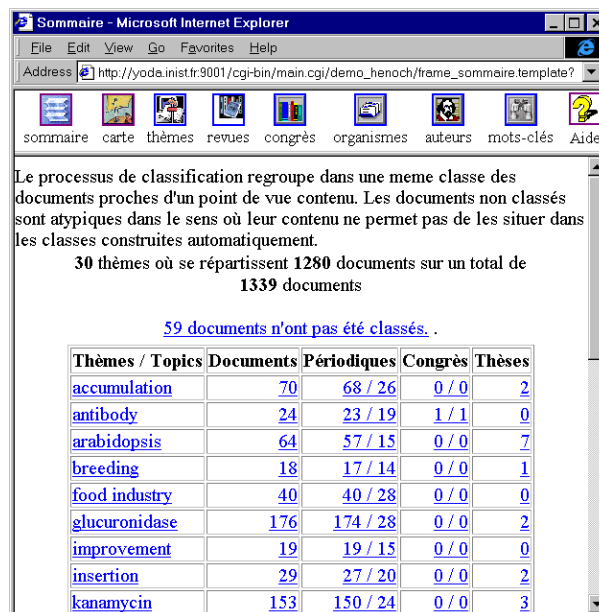 Sommaire - Microsoft Internet Explorer
File Edit View Go Favorites Help
Address http://yoda.inist.fr:9001/cgi-bin/main.cgi/demo_henoch/frame_sommaire.template?
sommaire carte thèmes revues congrès organismes auteurs mots-clés Aide
Le processus de classification regroupe dans une meme classe des
documents proches d'un point de vue contenu. Les documents non classés
sont atypiques dans le sens où leur contenu ne permet pas de les situer dans
les classes construites automatiquement.
30 thèmes où se répartissent 1280 documents sur un total de
1339 documents
59 documents n'ont pas été classés. .
Thèmes / Topics Documents Périodiques Congrès Thèses
accumulation 70 68 / 26 0 / 0 2
antibody 24 23 / 19 1 / 1 0
arabidopsis 64 57 / 15 0 / 0 7
breeding 18 17 / 14 0 / 0 1
food industry 40 40 / 28 0 / 0 0
glucuronidase 176 174 / 28 0 / 0 2
improvement 19 19 / 15 0 / 0 0
insertion 29 27 / 20 0 / 0 2
kanamycin 153 150 / 24 0 / 0 3